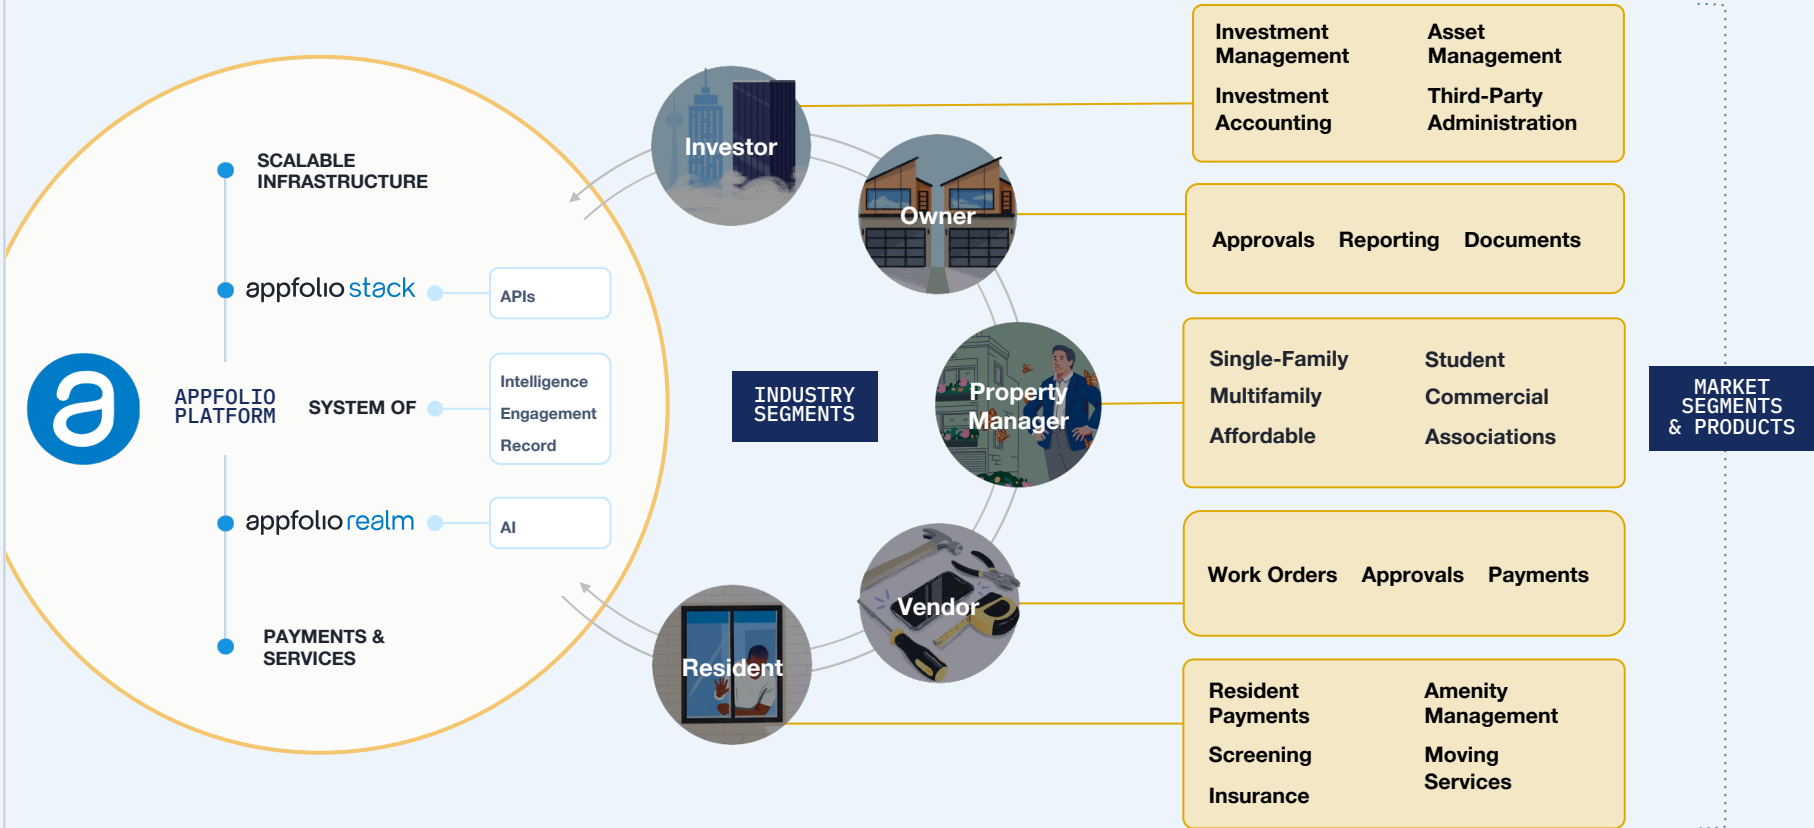 SCALABLE
INFRASTRUCTURE
appfolio stack
APIs
APPFOLIO
PLATFORM
SYSTEM OF
Intelligence
Engagement
Record
appfolio realm
AI
PAYMENTS &
SERVICES
INDUSTRY
SEGMENTS
Investor
Owner
Property
Manager
Vendor
Resident
Investment
Management
Asset
Management
Investment
Accounting
Third-Party
Administration
Approvals Reporting Documents
Single-Family Student
Multifamily Commercial
Affordable Associations
Work Orders Approvals Payments
Resident
Payments
Amenity
Management
Screening
Moving
Services
Insurance
MARKET
SEGMENTS
& PRODUCTS